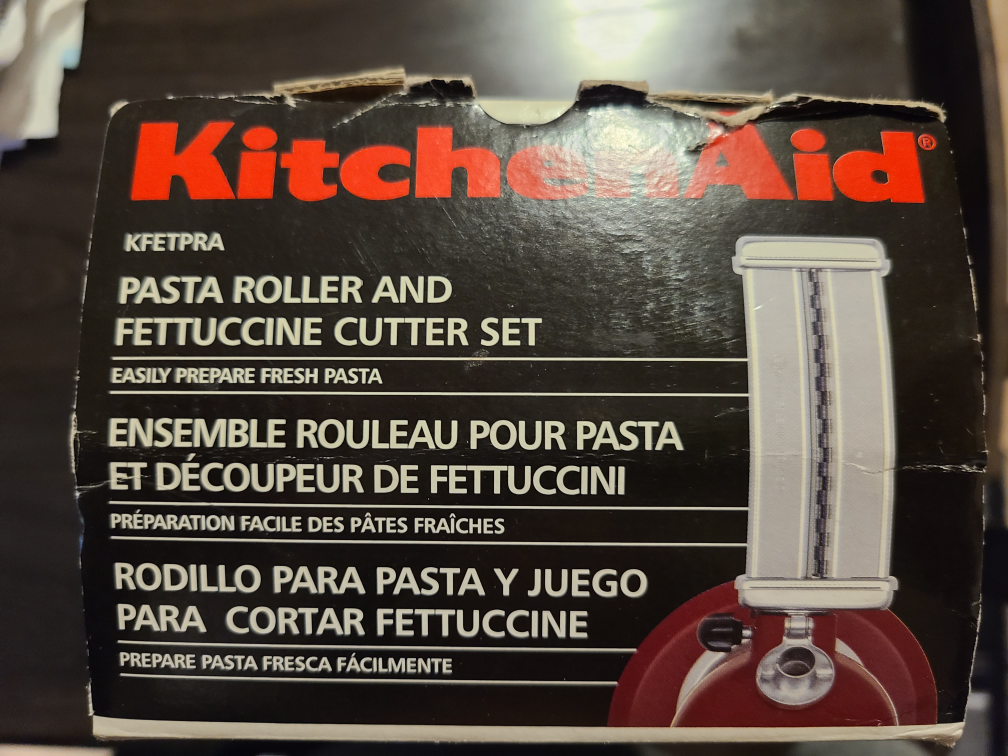 KitchenAid®
KFETPRA
PASTA ROLLER AND
FETTUCCINE CUTTER SET
EASILY PREPARE FRESH PASTA
ENSEMBLE ROULEAU POUR PASTA
ET DÉCOUPEUR DE FETTUCCINI
PRÉPARATION FACILE DES PÂTES FRAÎCHES
RODILLO PARA PASTA Y JUEGO
PARA CORTAR FETTUCCINE
PREPARE PASTA FRESCA FÁCILMENTE